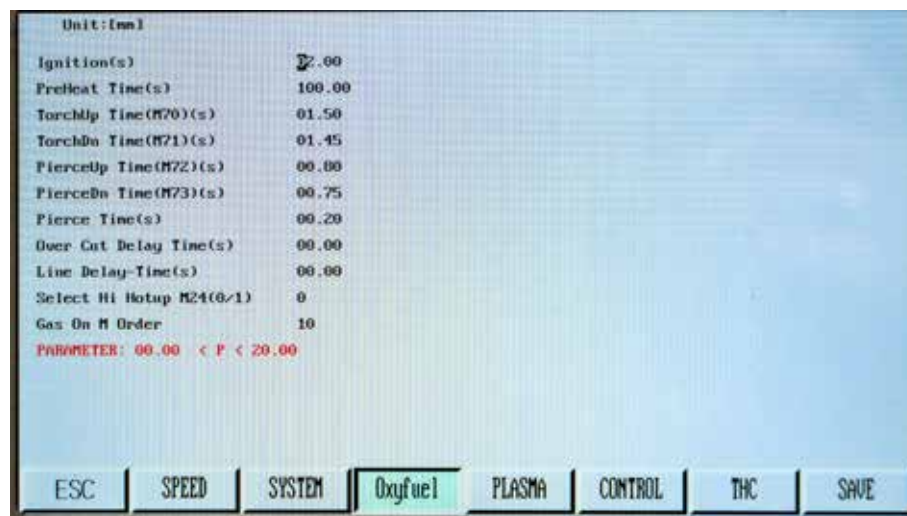 Unit:[mm]
Ignition(s) 02.00
PreHeat Time(s) 100.00
TorchUp Time(M70)(s) 01.50
TorchDn Time(M71)(s) 01.45
PierceUp Time(M72)(s) 00.80
PierceDn Time(M73)(s) 00.75
Pierce Time(s) 00.20
Over Cut Delay Time(s) 00.00
Line Delay-Time(s) 00.00
Select Hi Hotup M24(0/1) 0
Gas On M Order 10
PARAMETER: 00.00 < P < 20.00
ESC SPEED SYSTEM Oxyfuel PLASMA CONTROL THC SAVE